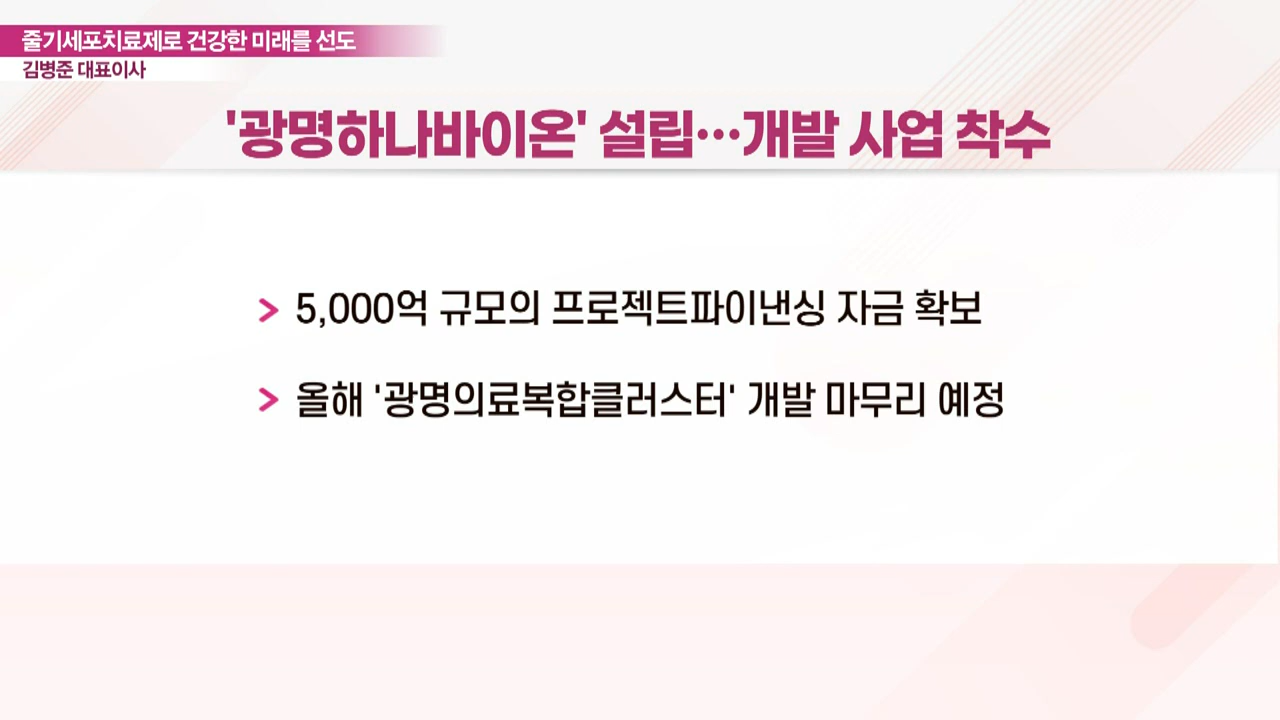 줄기세포치료제로 건강한 미래를 선도
김병준 대표이사
'광명하나바이온' 설립…개발 사업 착수
> 5,000억 규모의 프로젝트파이낸싱 자금 확보
> 올해 '광명의료복합클러스터' 개발 마무리 예정